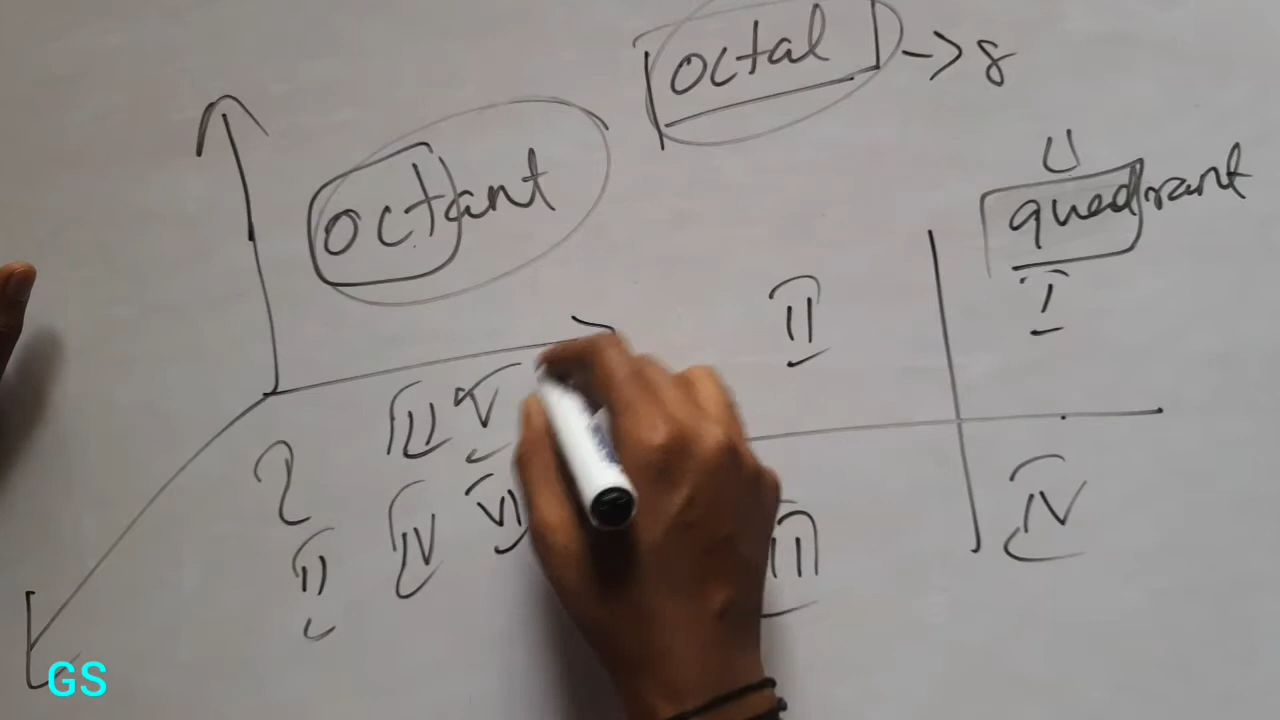 octal -> 8
octant
quadrant
II I
III V
I
IV VI
II
III IV
GS